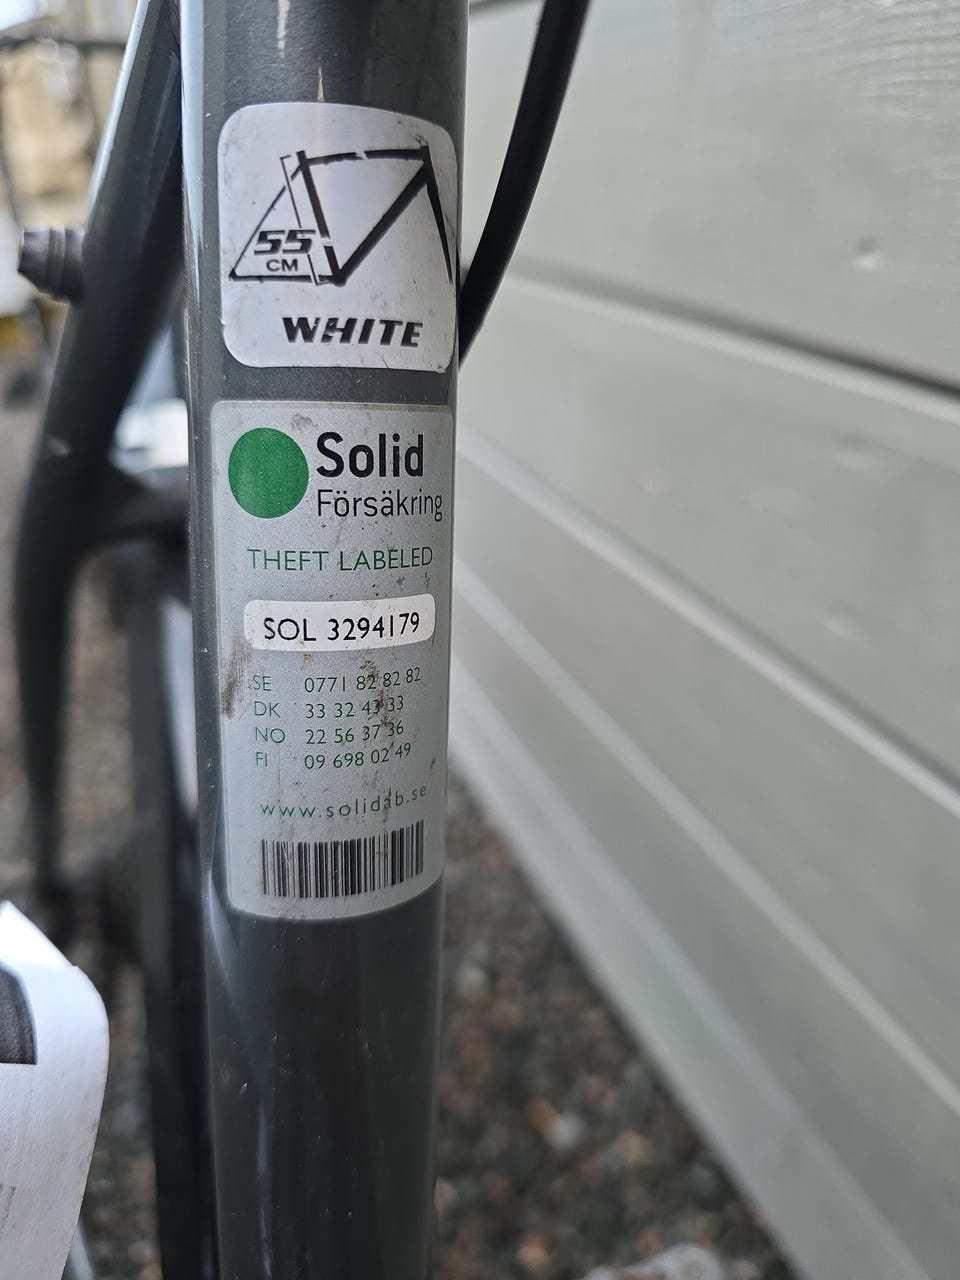 55
CM
WHITE
Solid
Försäkring
THEFT LABELED
SOL 3294179
SE 0771 82 82 82
DK 33 32 43 33
NO 22 56 37 36
FI 09 698 02 49
www.solidab.se